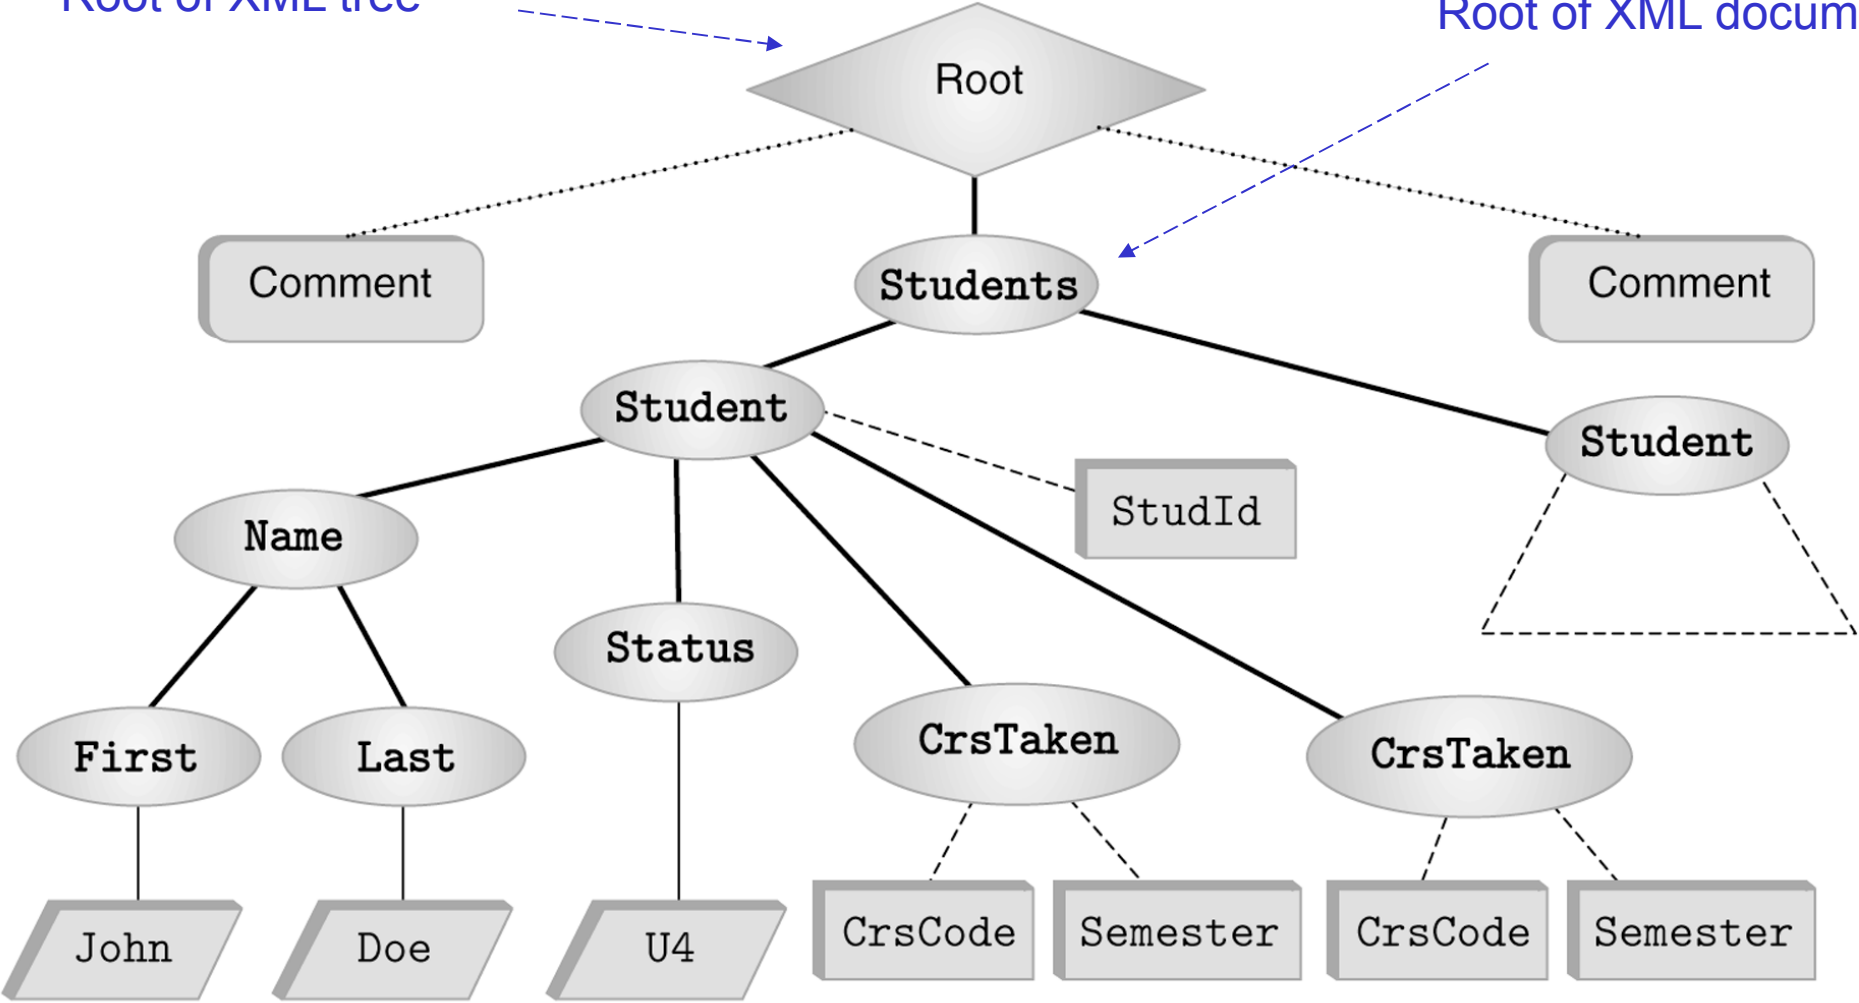 Root of XML tree
Root of XML docum
Root
Comment
Students
Comment
Student
Student
StudId
Name
Status
First
Last
CrsTaken
CrsTaken
John
Doe
U4
CrsCode
Semester
CrsCode
Semester